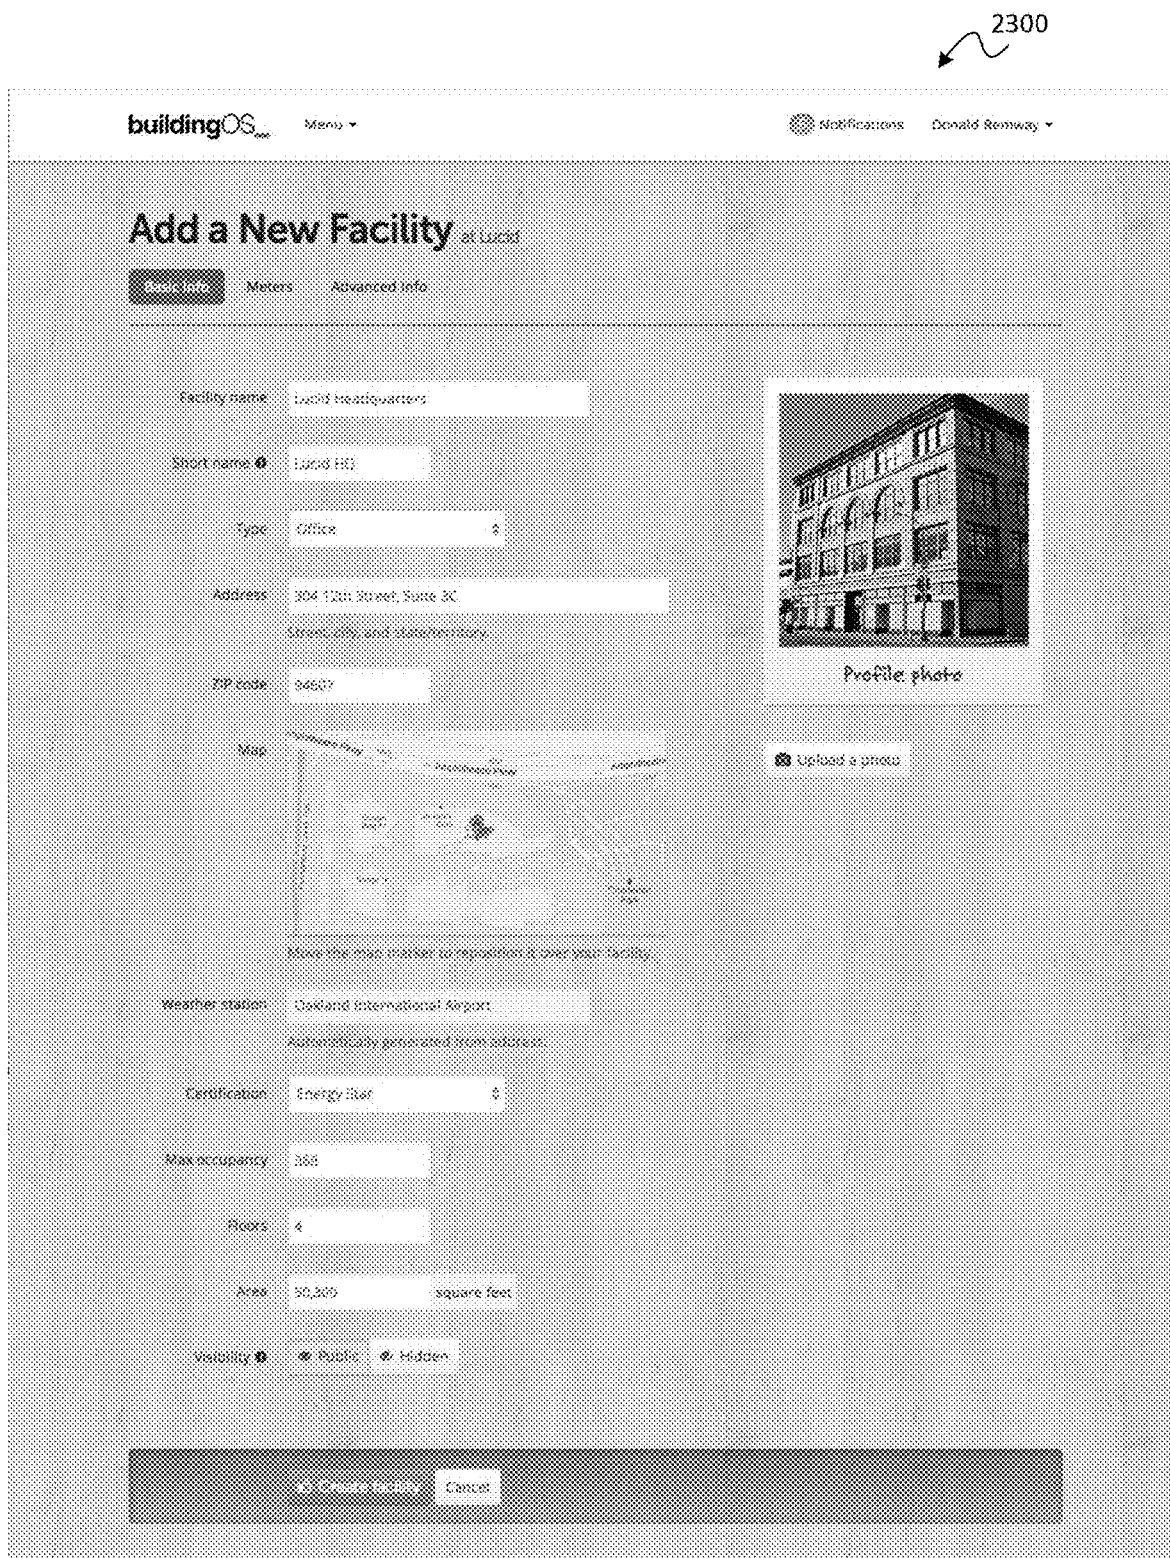 2300
buildingOS
Menu
Notifications
Donald Remway
Add a New Facility at Lucid
Basic Info Meters Advanced Info
Facility name Lucid Headquarters
Short name Lucid HQ
Type Office
Address 304 12th Street, Suite 3C
Street, city, and state/territory.
ZIP code 94607
Map
Move the map marker to reposition it over your facility.
Weather station Oakland International Airport
Automatically generated from address.
Certification Energy Star
Max occupancy
Floors 4
Area square feet
Visibility Public Hidden
Create facility Cancel
Profile photo
Upload a photo